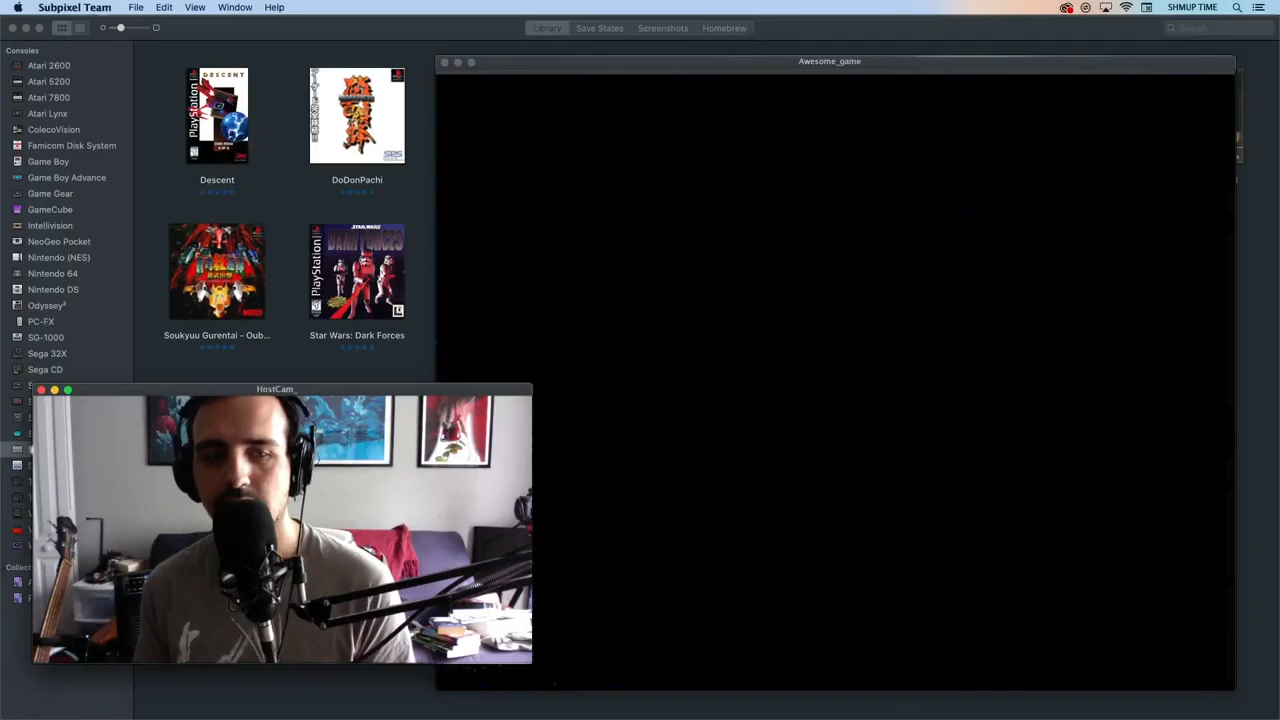 Subpixel Team File Edit View Window Help
SHMUP TIME
Library Save States Screenshots Homebrew
Search
Consoles
Atari 2600
Atari 5200
Atari 7800
Atari Lynx
ColecoVision
Famicom Disk System
Game Boy
Game Boy Advance
Game Gear
GameCube
Intellivision
NeoGeo Pocket
Nintendo (NES)
Nintendo 64
Nintendo DS
Odyssey²
PC-FX
SG-1000
Sega 32X
Sega CD
Collect
DESCENT
PlayStation
Descent
DoDonPachi
Soukyuu Gurentai - Oub...
STAR WARS
DARK FORCES
PlayStation
Star Wars: Dark Forces
Awesome_game
HostCam_